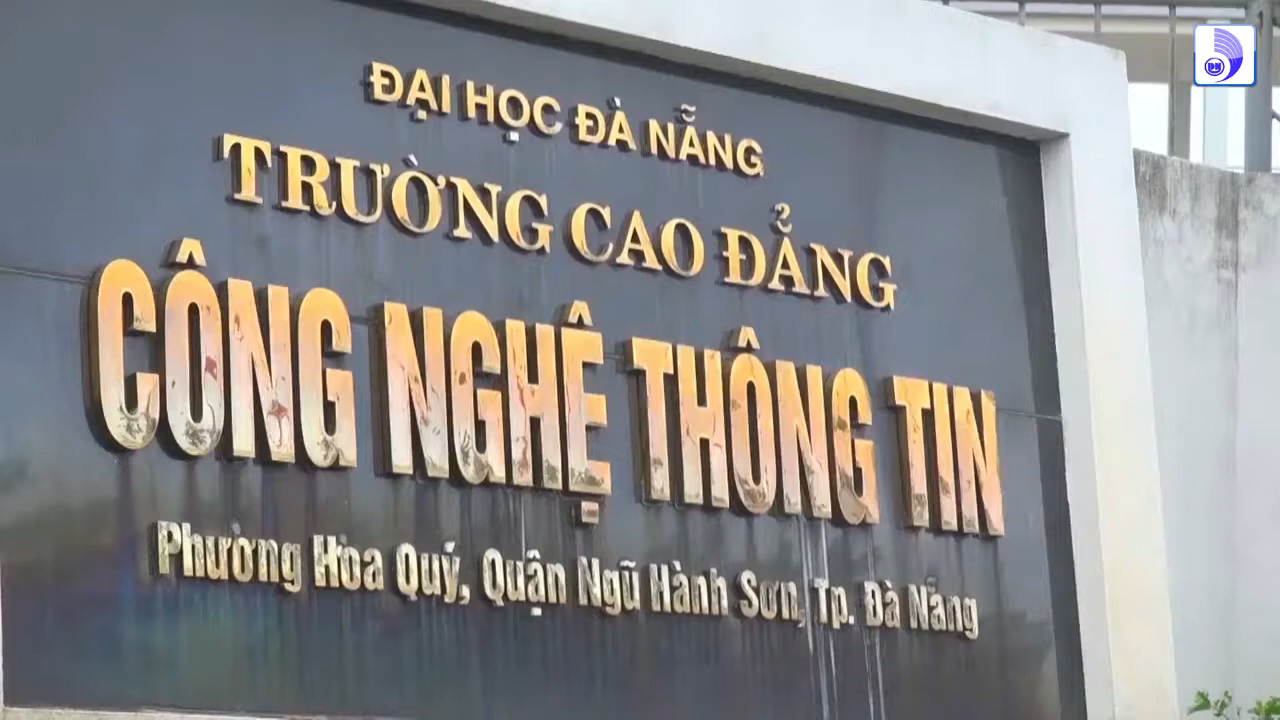 ĐẠI HỌC ĐÀ NẴNG
TRƯỜNG CAO ĐẲNG
CÔNG NGHỆ THÔNG TIN
Phường Hòa Quý, Quận Ngũ Hành Sơn, Tp. Đà Nẵng